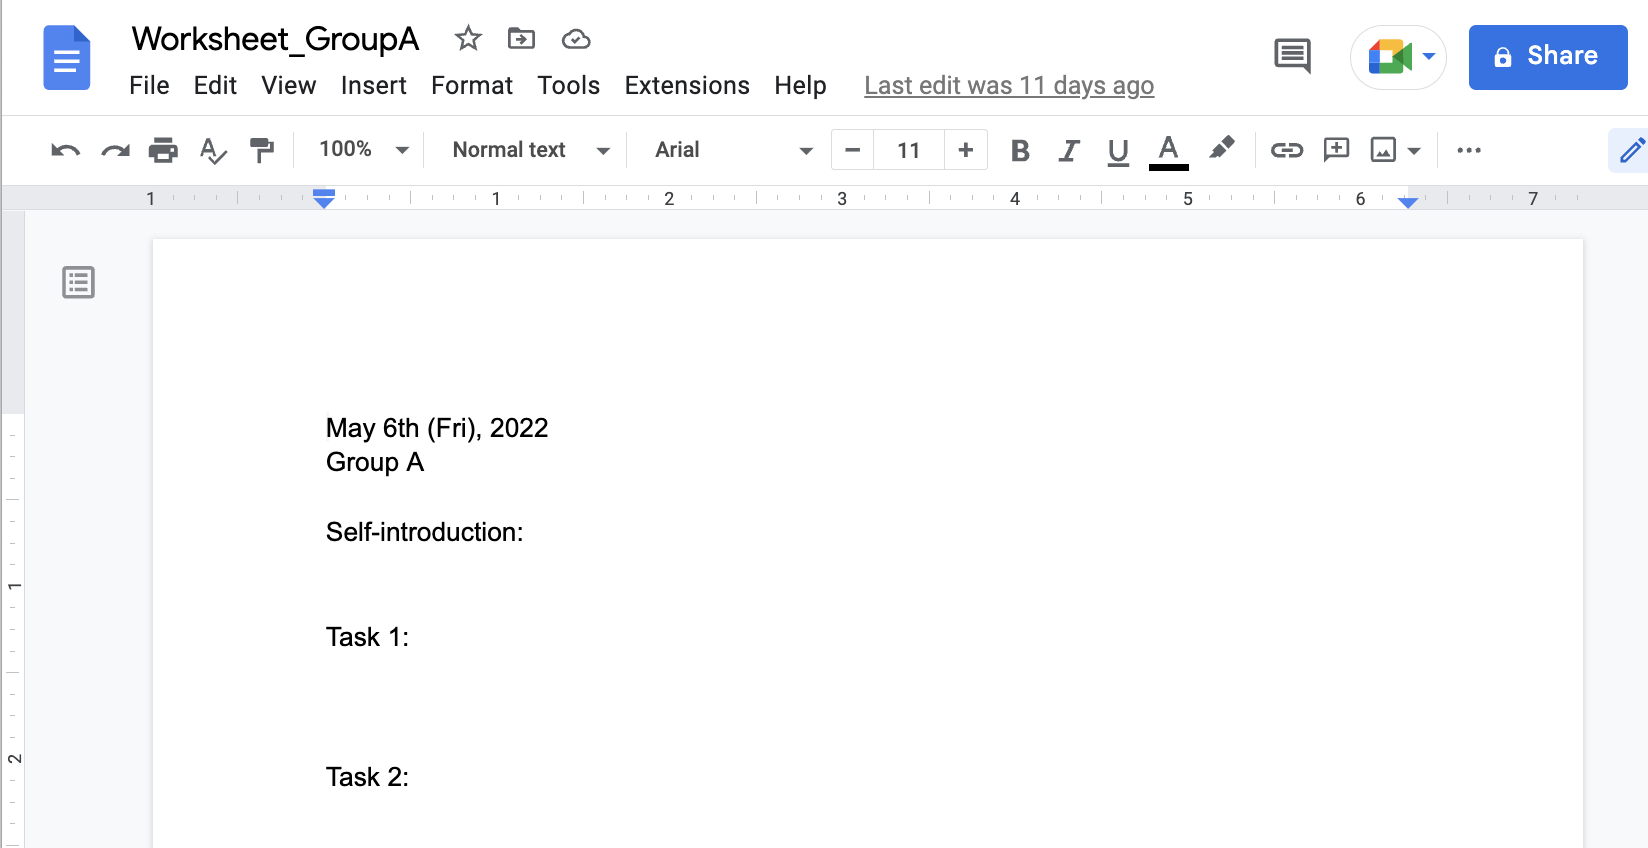 Worksheet_GroupA
File Edit View Insert Format Tools Extensions Help Last edit was 11 days ago
Share
100% Normal text Arial − 11 + B I U A
1 1 2 3 4 5 6 7
May 6th (Fri), 2022
Group A
Self-introduction:
1
Task 1:
2
Task 2: